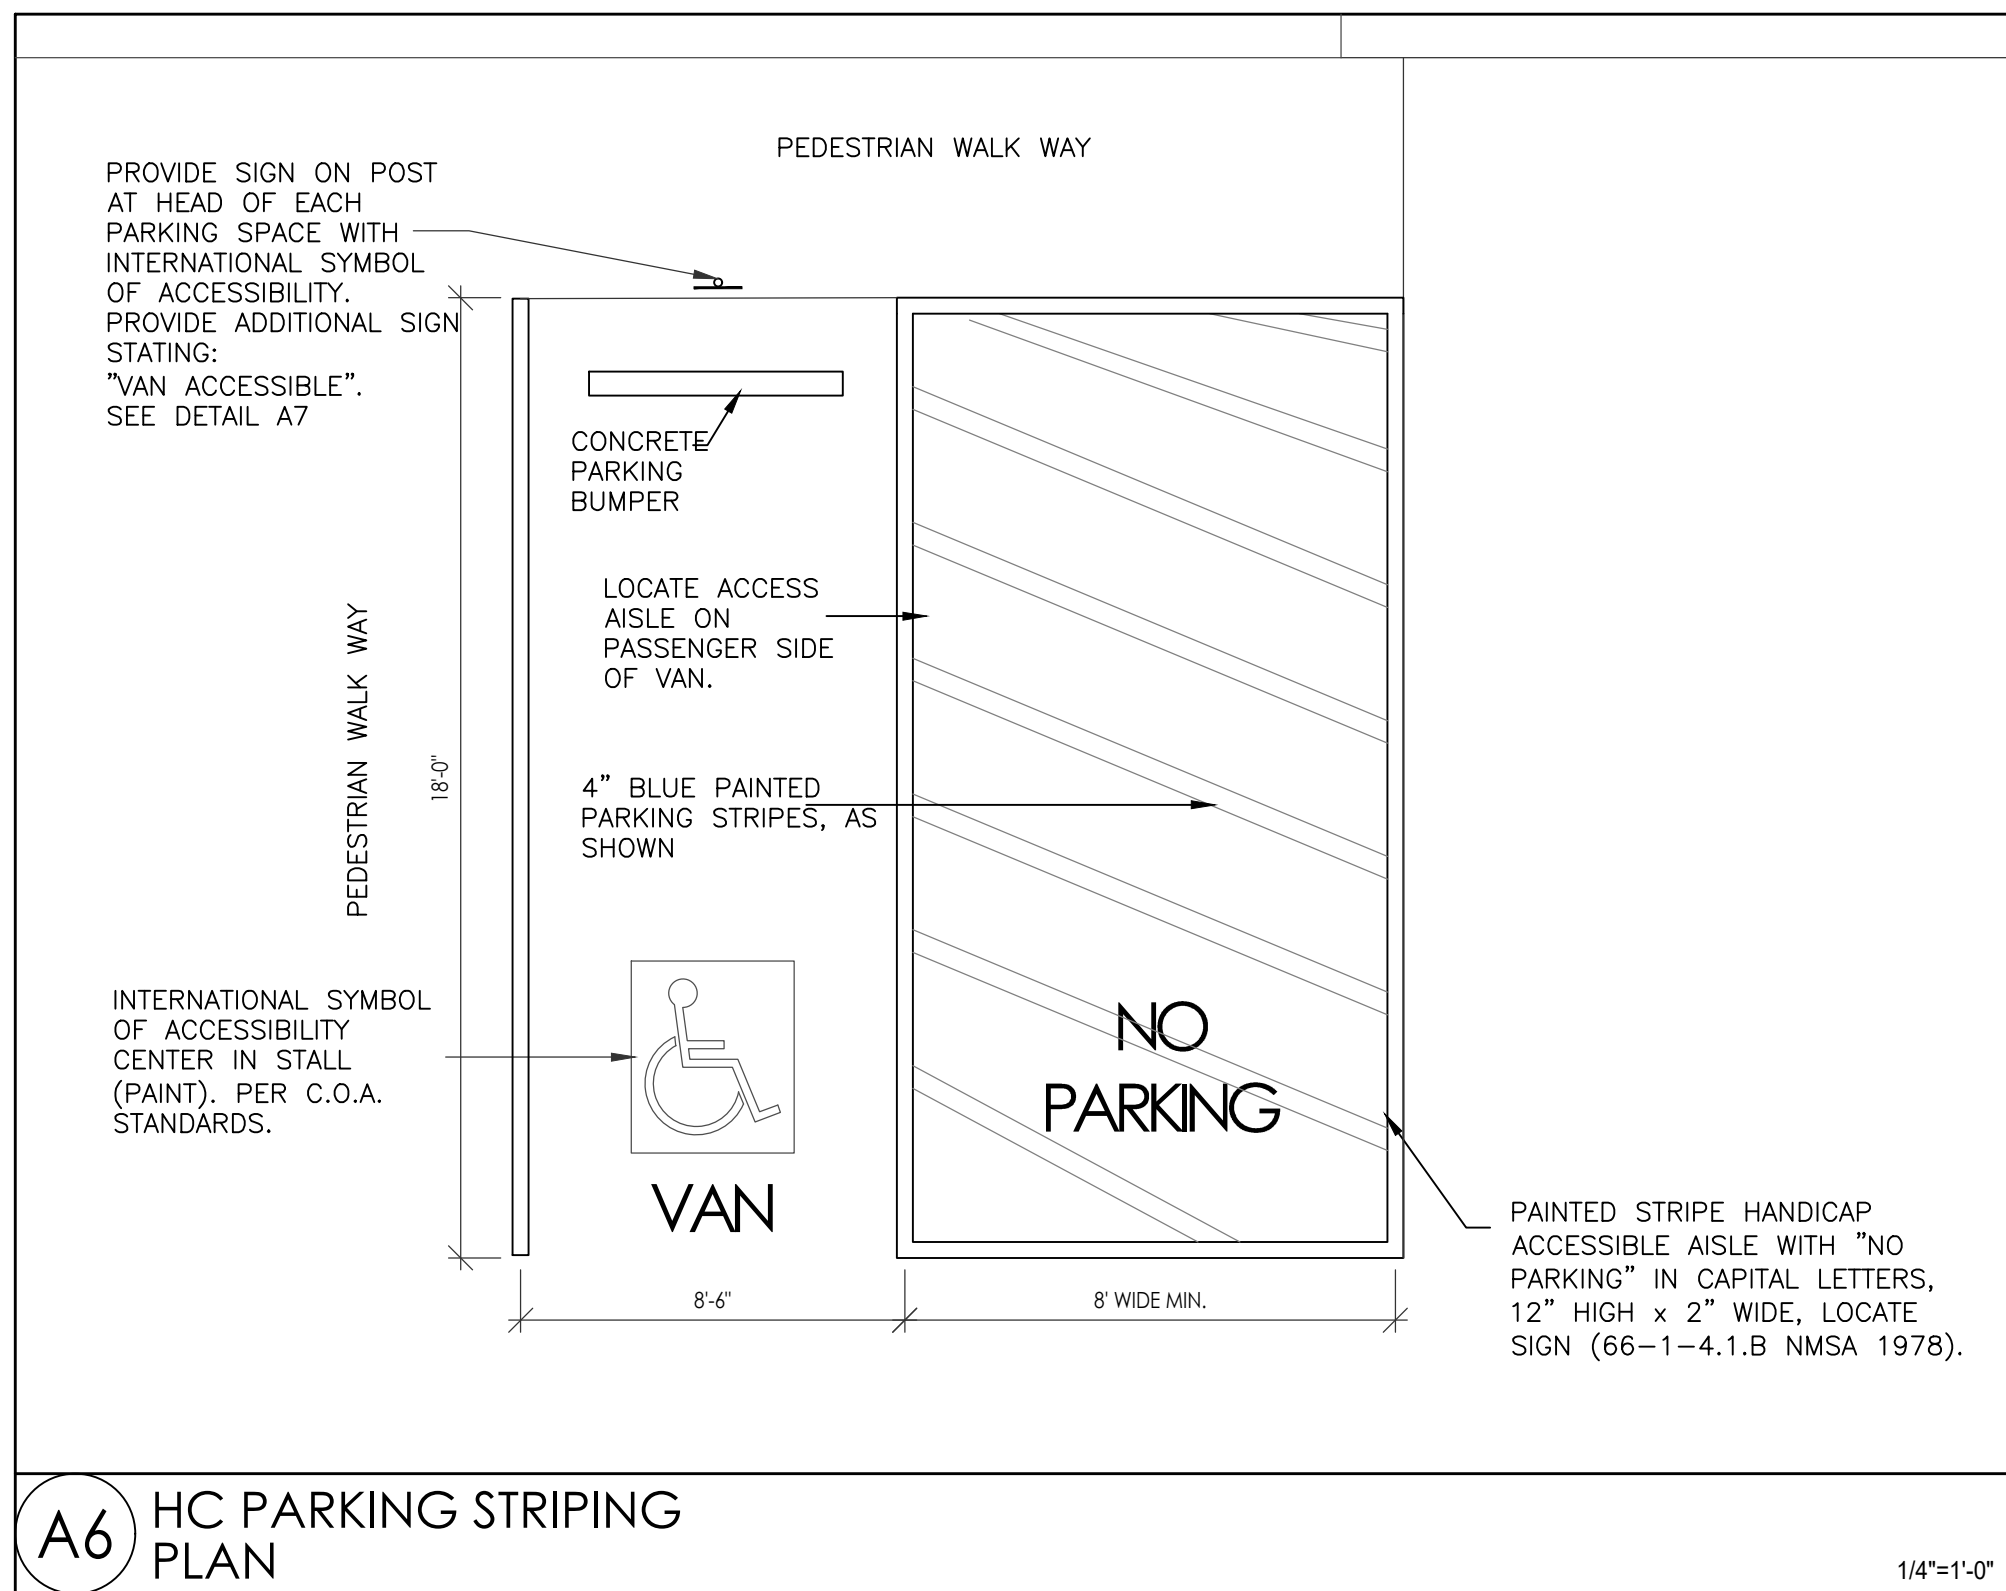 PEDESTRIAN WALK WAY
PROVIDE SIGN ON POST
AT HEAD OF EACH
PARKING SPACE WITH
INTERNATIONAL SYMBOL
OF ACCESSIBILITY.
PROVIDE ADDITIONAL SIGN
STATING:
"VAN ACCESSIBLE".
SEE DETAIL A7
CONCRETE
PARKING
BUMPER
LOCATE ACCESS
AISLE ON
PASSENGER SIDE
OF VAN.
PEDESTRIAN WALK WAY
18'-0"
4" BLUE PAINTED
PARKING STRIPES, AS
SHOWN
INTERNATIONAL SYMBOL
OF ACCESSIBILITY
CENTER IN STALL
(PAINT). PER C.O.A.
STANDARDS.
NO
PARKING
VAN
PAINTED STRIPE HANDICAP
ACCESSIBLE AISLE WITH "NO
PARKING" IN CAPITAL LETTERS,
12" HIGH x 2" WIDE, LOCATE
SIGN (66-1-4.1.B NMSA 1978).
8'-6"
8' WIDE MIN.
A6
HC PARKING STRIPING
PLAN
1/4"=1'-0"